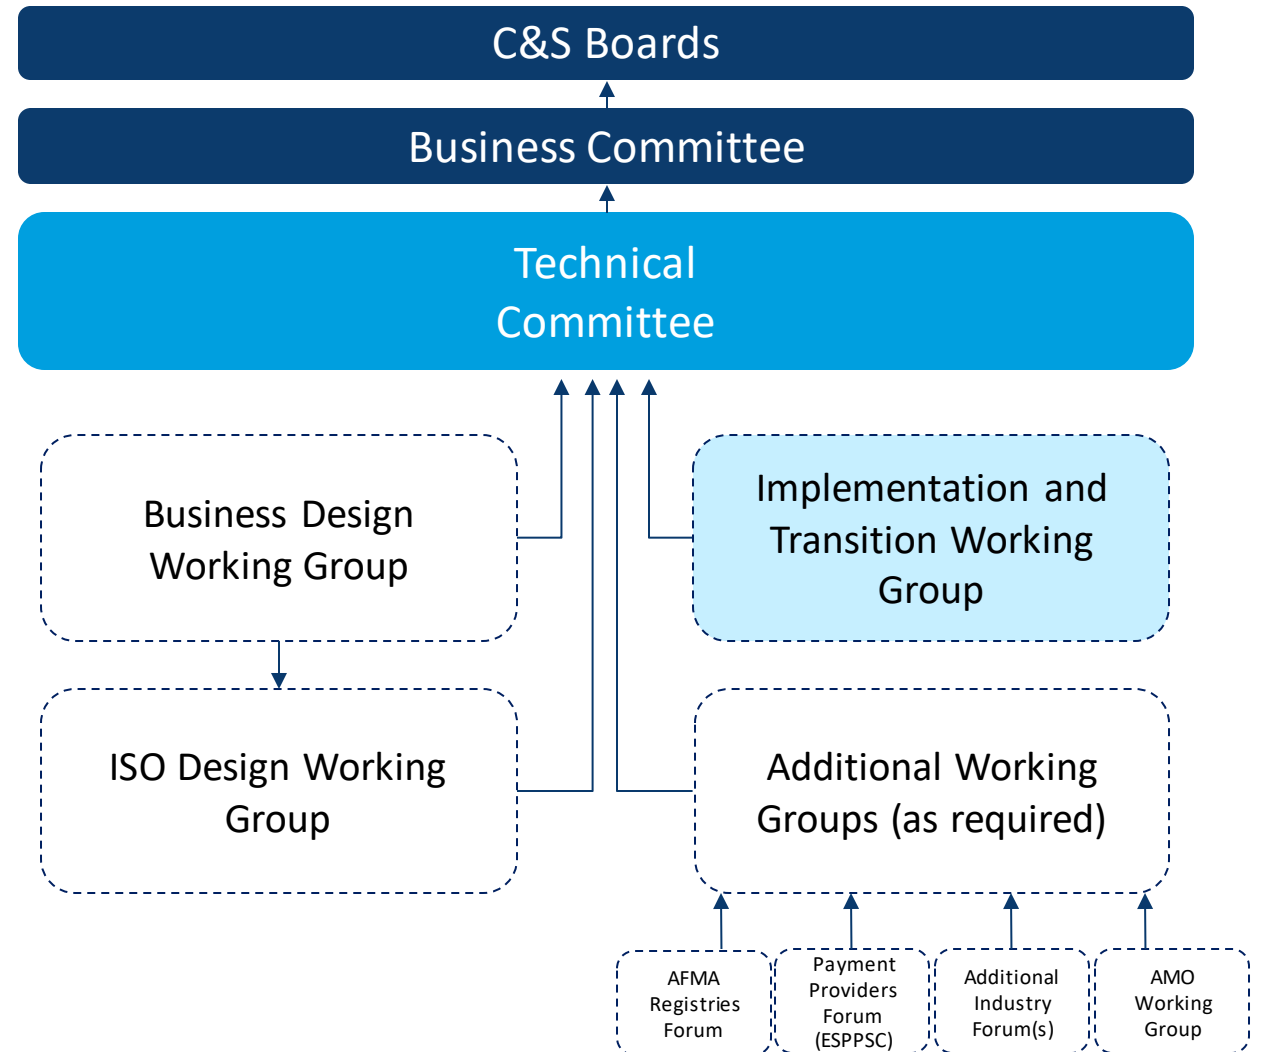 C&S Boards
Business Committee
Technical
Committee
Business Design
Working Group
Implementation and
Transition Working
Group
ISO Design Working
Group
Additional Working
Groups (as required)
AFMA
Registries
Forum
Payment
Providers
Forum
(ESPPSC)
Additional
Industry
Forum(s)
AMO
Working
Group